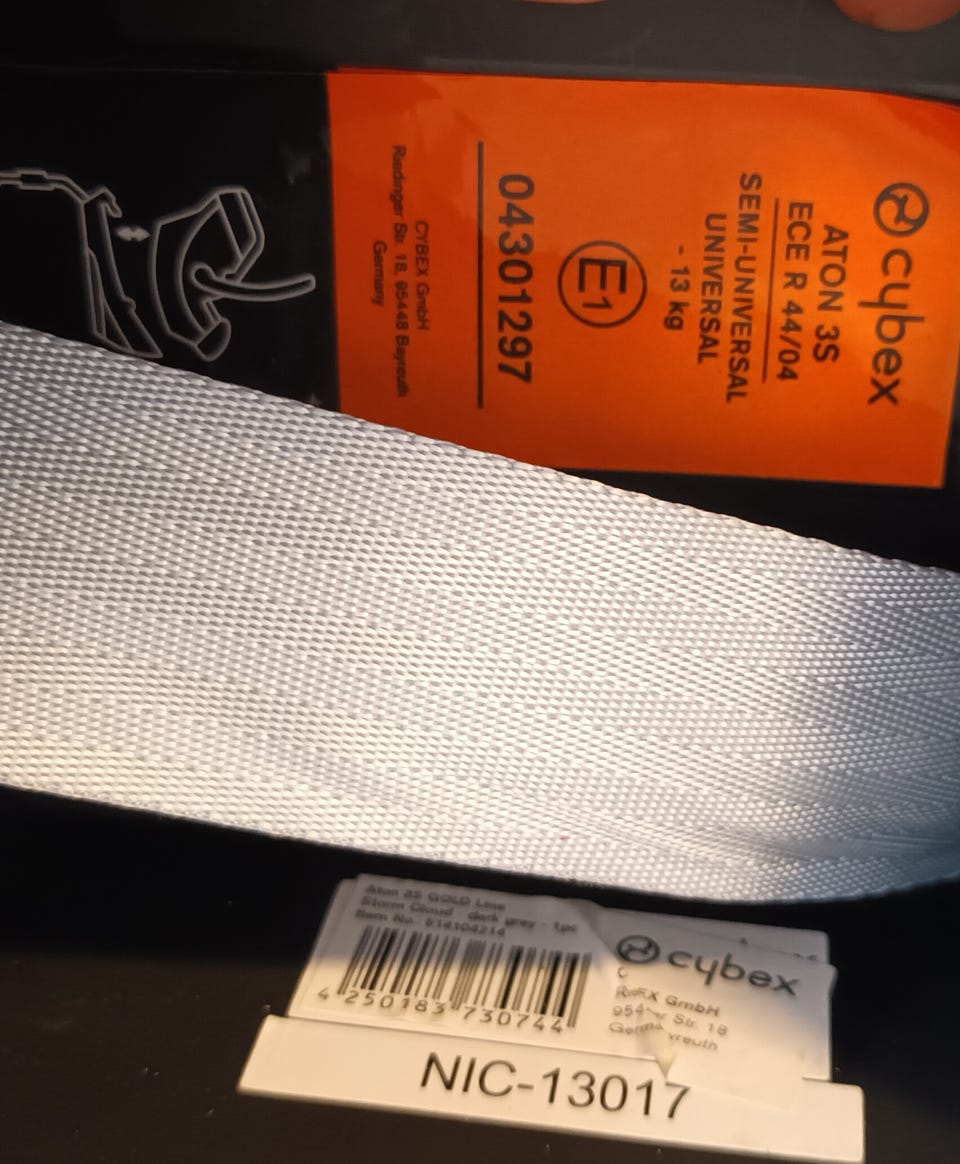 cybex
ATON 3S
ECE R 44/04
SEMI-UNIVERSAL
UNIVERSAL
- 13 kg
E1
04301297
CYBEX GmbH
Riedinger Str. 18, 95448 Bayreuth
Germany
Aton 3S GOLD Line
Storm Cloud - dark grey - 1pc
Item No.: 514104214
4 250183 730744
cybex
GmbH
Str. 18
NIC-13017